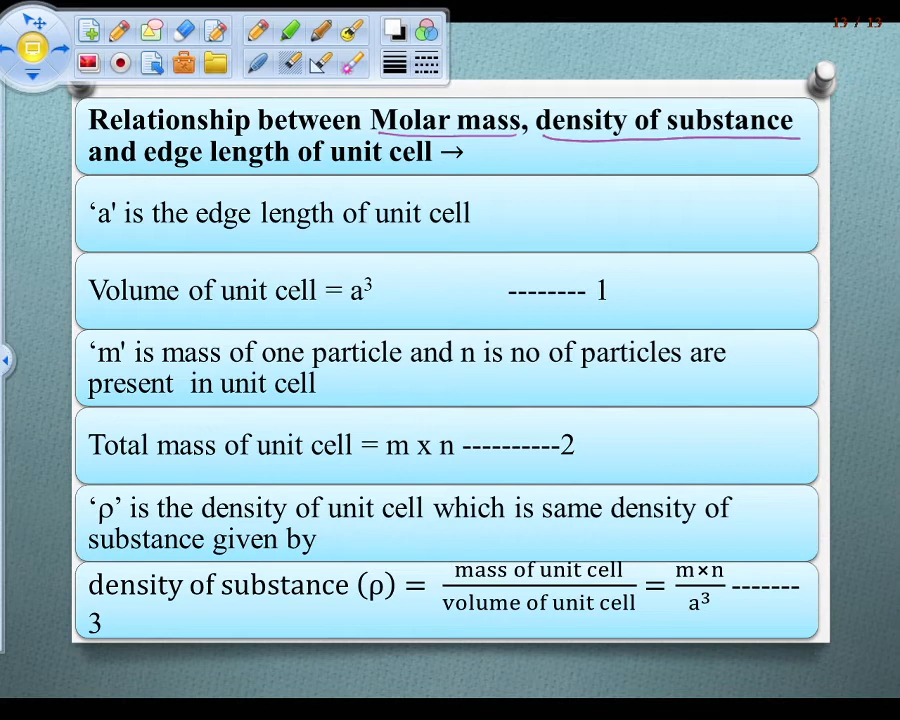 13 / 13
Relationship between Molar mass, density of substance
and edge length of unit cell →
‘a' is the edge length of unit cell
Volume of unit cell = a³ -------- 1
‘m' is mass of one particle and n is no of particles are
present in unit cell
Total mass of unit cell = m x n ----------2
‘ρ’ is the density of unit cell which is same density of
substance given by
density of substance (ρ) = mass of unit cell / volume of unit cell = m×n / a³ -------
3